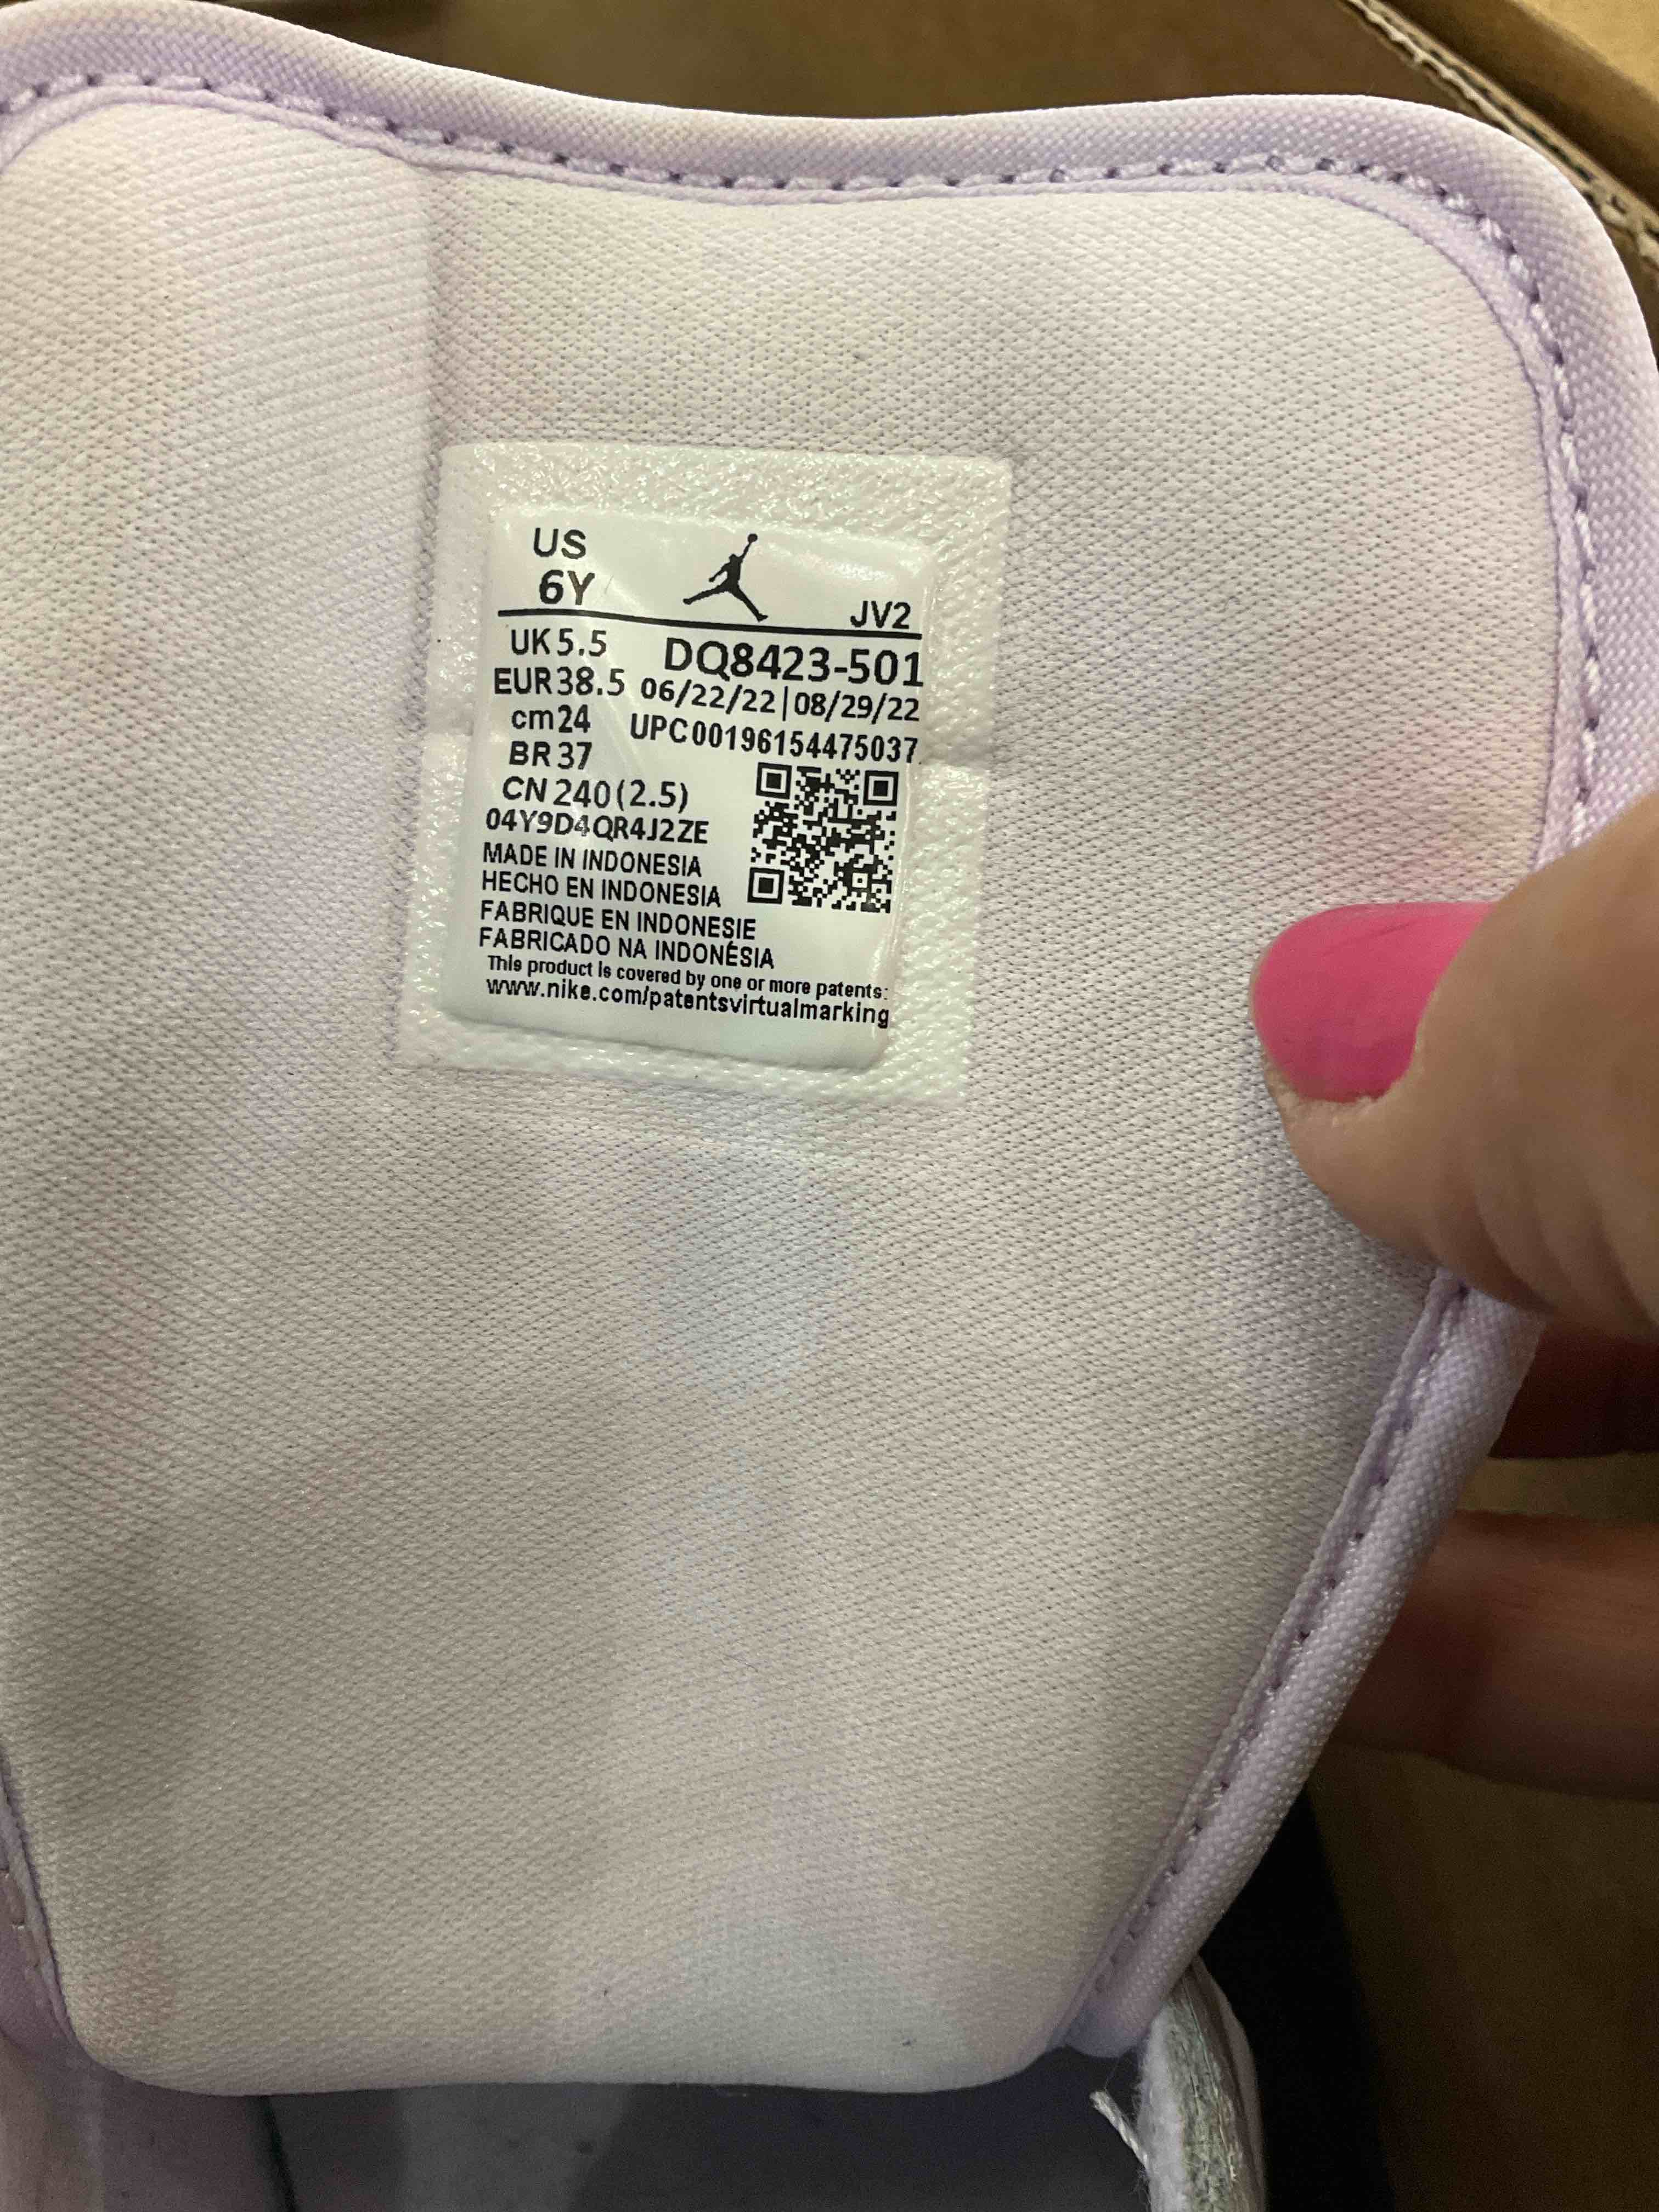 US
6Y
JV2
UK 5.5
DQ8423-501
EUR 38.5
06/22/22|08/29/22
cm 24
UPC00196154475037
BR 37
CN 240 (2.5)
04Y9D4QR4J2ZE
MADE IN INDONESIA
HECHO EN INDONESIA
FABRIQUE EN INDONESIE
FABRICADO NA INDONÉSIA
This product is covered by one or more patents:
www.nike.com/patentsvirtualmarking